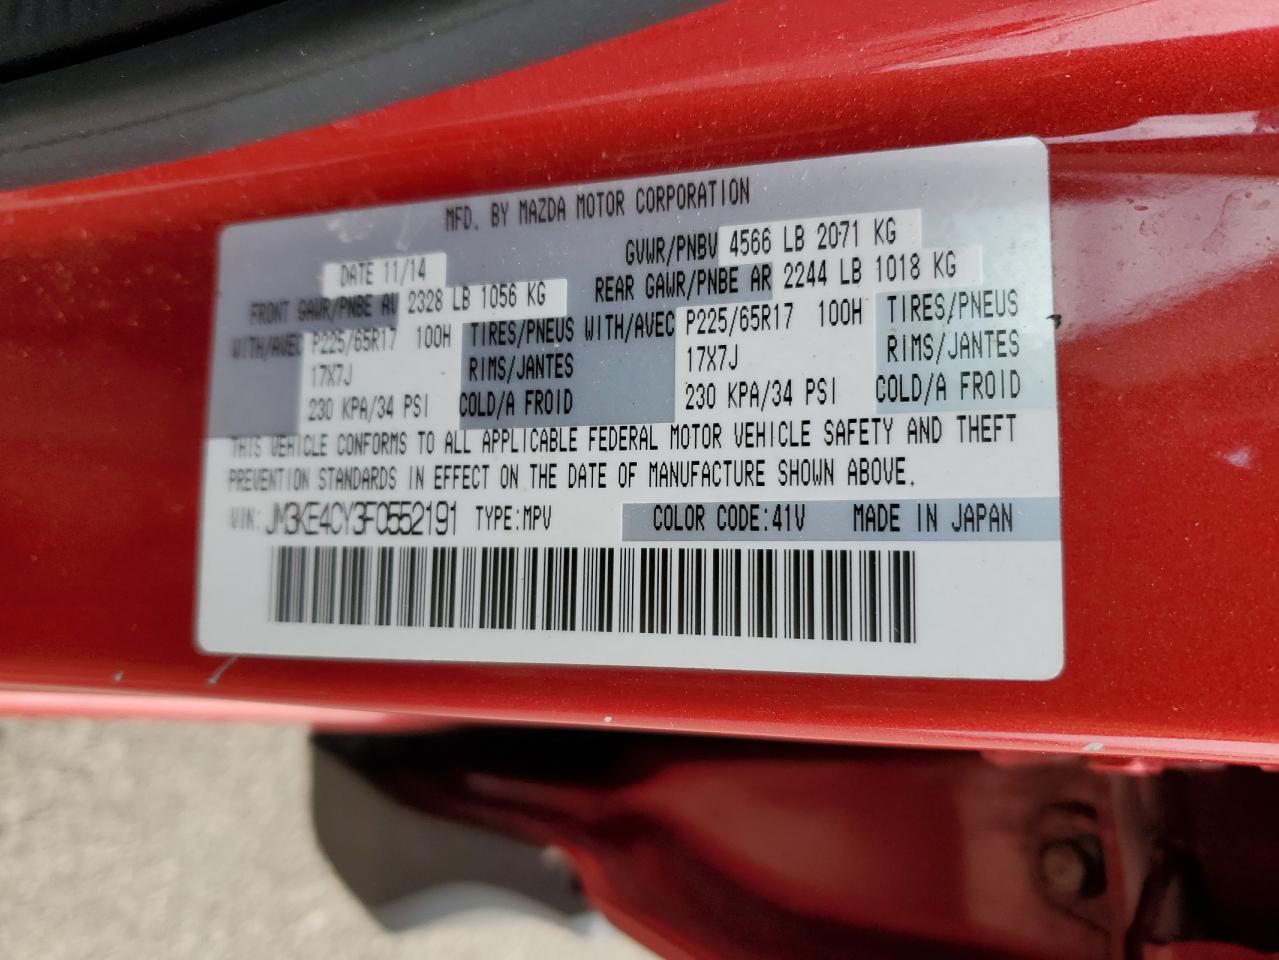 MFD. BY MAZDA MOTOR CORPORATION
DATE 11/14 GVWR/PNBV 4566 LB 2071 KG
FRONT GAWR/PNBE AV 2328 LB 1056 KG REAR GAWR/PNBE AR 2244 LB 1018 KG
WITH/AVEC P225/65R17 100H TIRES/PNEUS WITH/AVEC P225/65R17 100H TIRES/PNEUS
17X7J RIMS/JANTES 17X7J RIMS/JANTES
230 KPA/34 PSI COLD/A FROID 230 KPA/34 PSI COLD/A FROID
THIS VEHICLE CONFORMS TO ALL APPLICABLE FEDERAL MOTOR VEHICLE SAFETY AND THEFT
PREVENTION STANDARDS IN EFFECT ON THE DATE OF MANUFACTURE SHOWN ABOVE.
VIN: JM3KE4CY3F0552191 TYPE:MPV COLOR CODE:41V MADE IN JAPAN